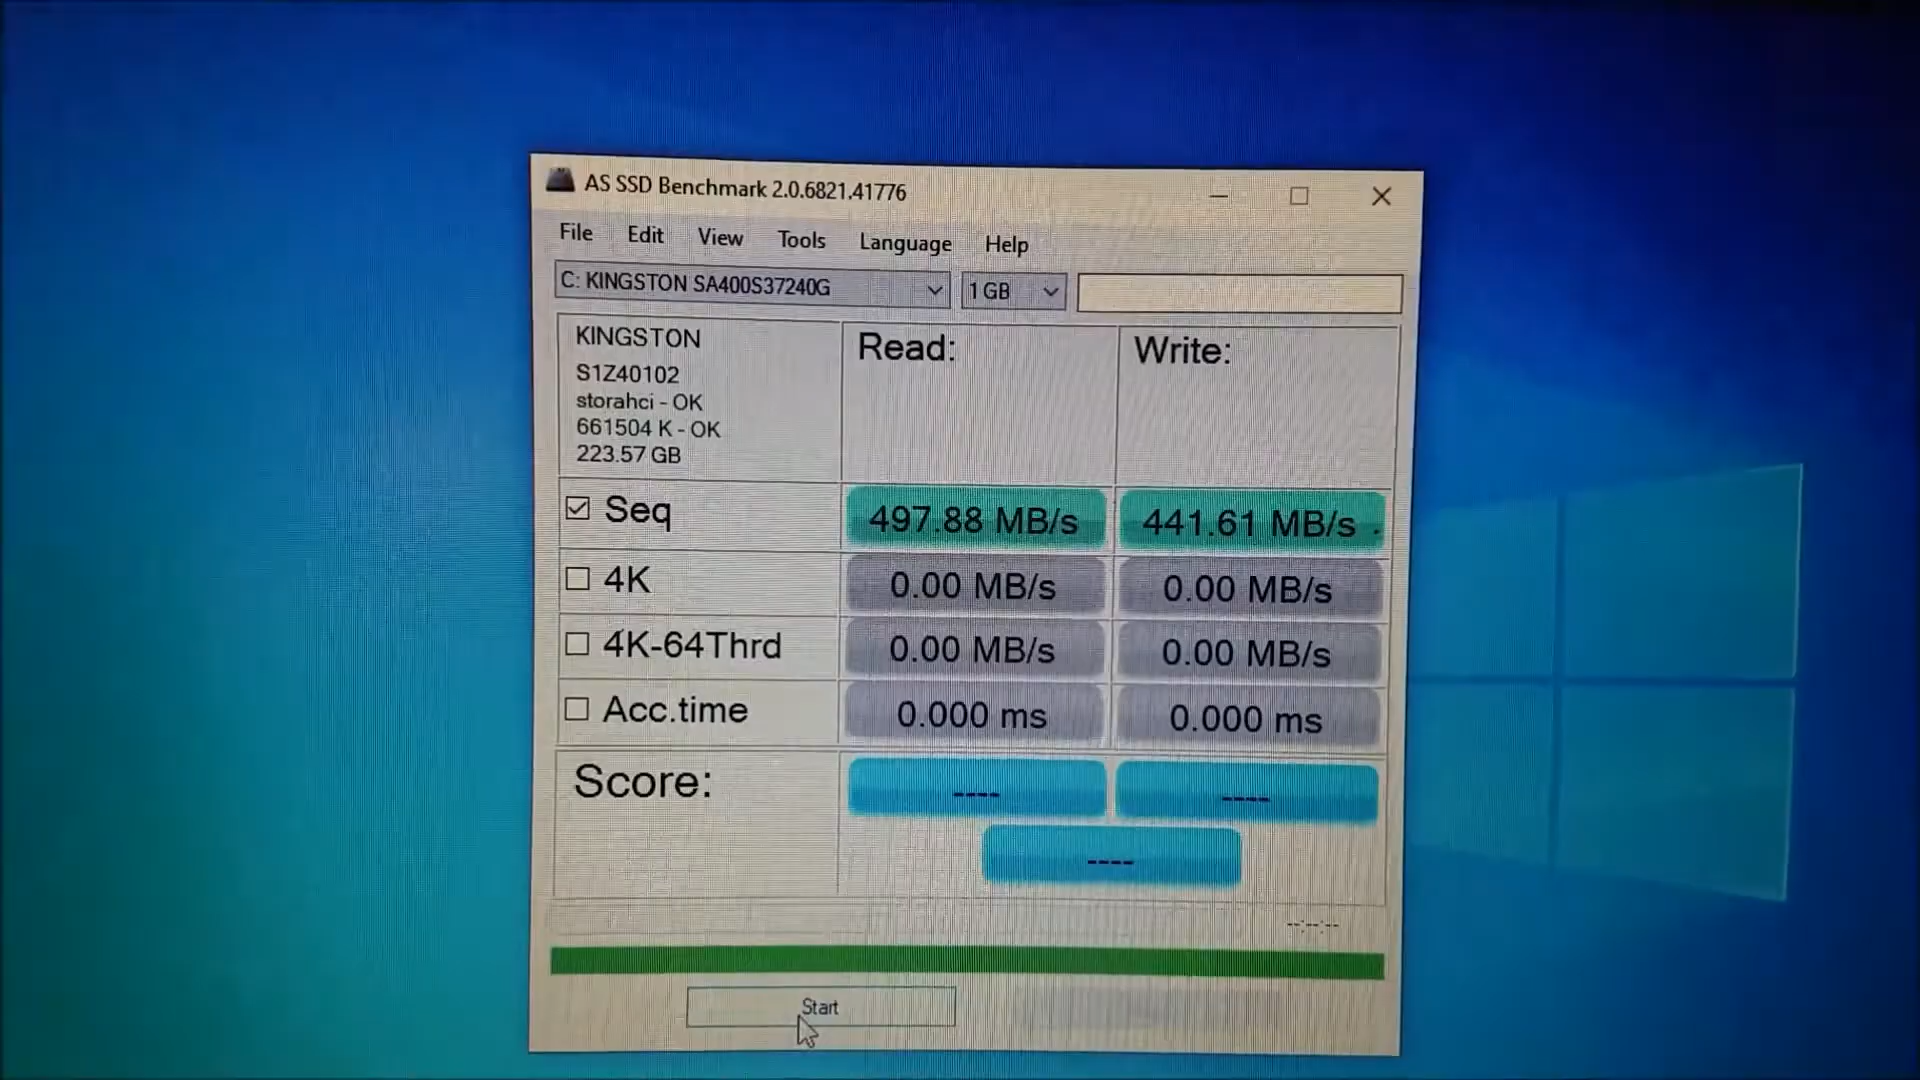 AS SSD Benchmark 2.0.6821.41776
File Edit View Tools Language Help
C: KINGSTON SA400S37240G 1 GB
KINGSTON
S1Z40102
storahci - OK
661504 K - OK
223.57 GB
Read: Write:
Seq 497.88 MB/s 441.61 MB/s
4K 0.00 MB/s 0.00 MB/s
4K-64Thrd 0.00 MB/s 0.00 MB/s
Acc.time 0.000 ms 0.000 ms
Score: ---- ----
----
--:--:--
Start